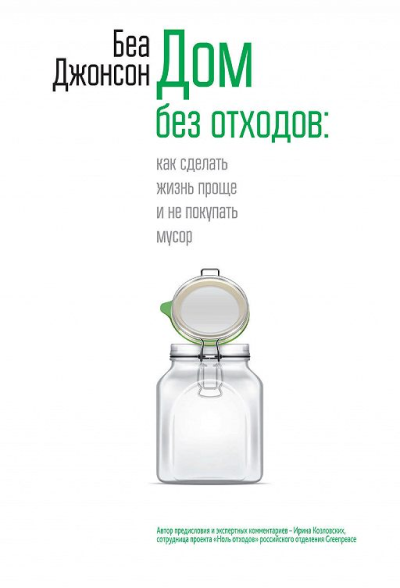 Беа
Джонсон
Дом
без отходов:
как сделать
жизнь проще
и не покупать
мусор
Автор предисловия и экспертных комментариев – Ирина Козловских,
сотрудница проекта «Ноль отходов» российского отделения Greenpeace